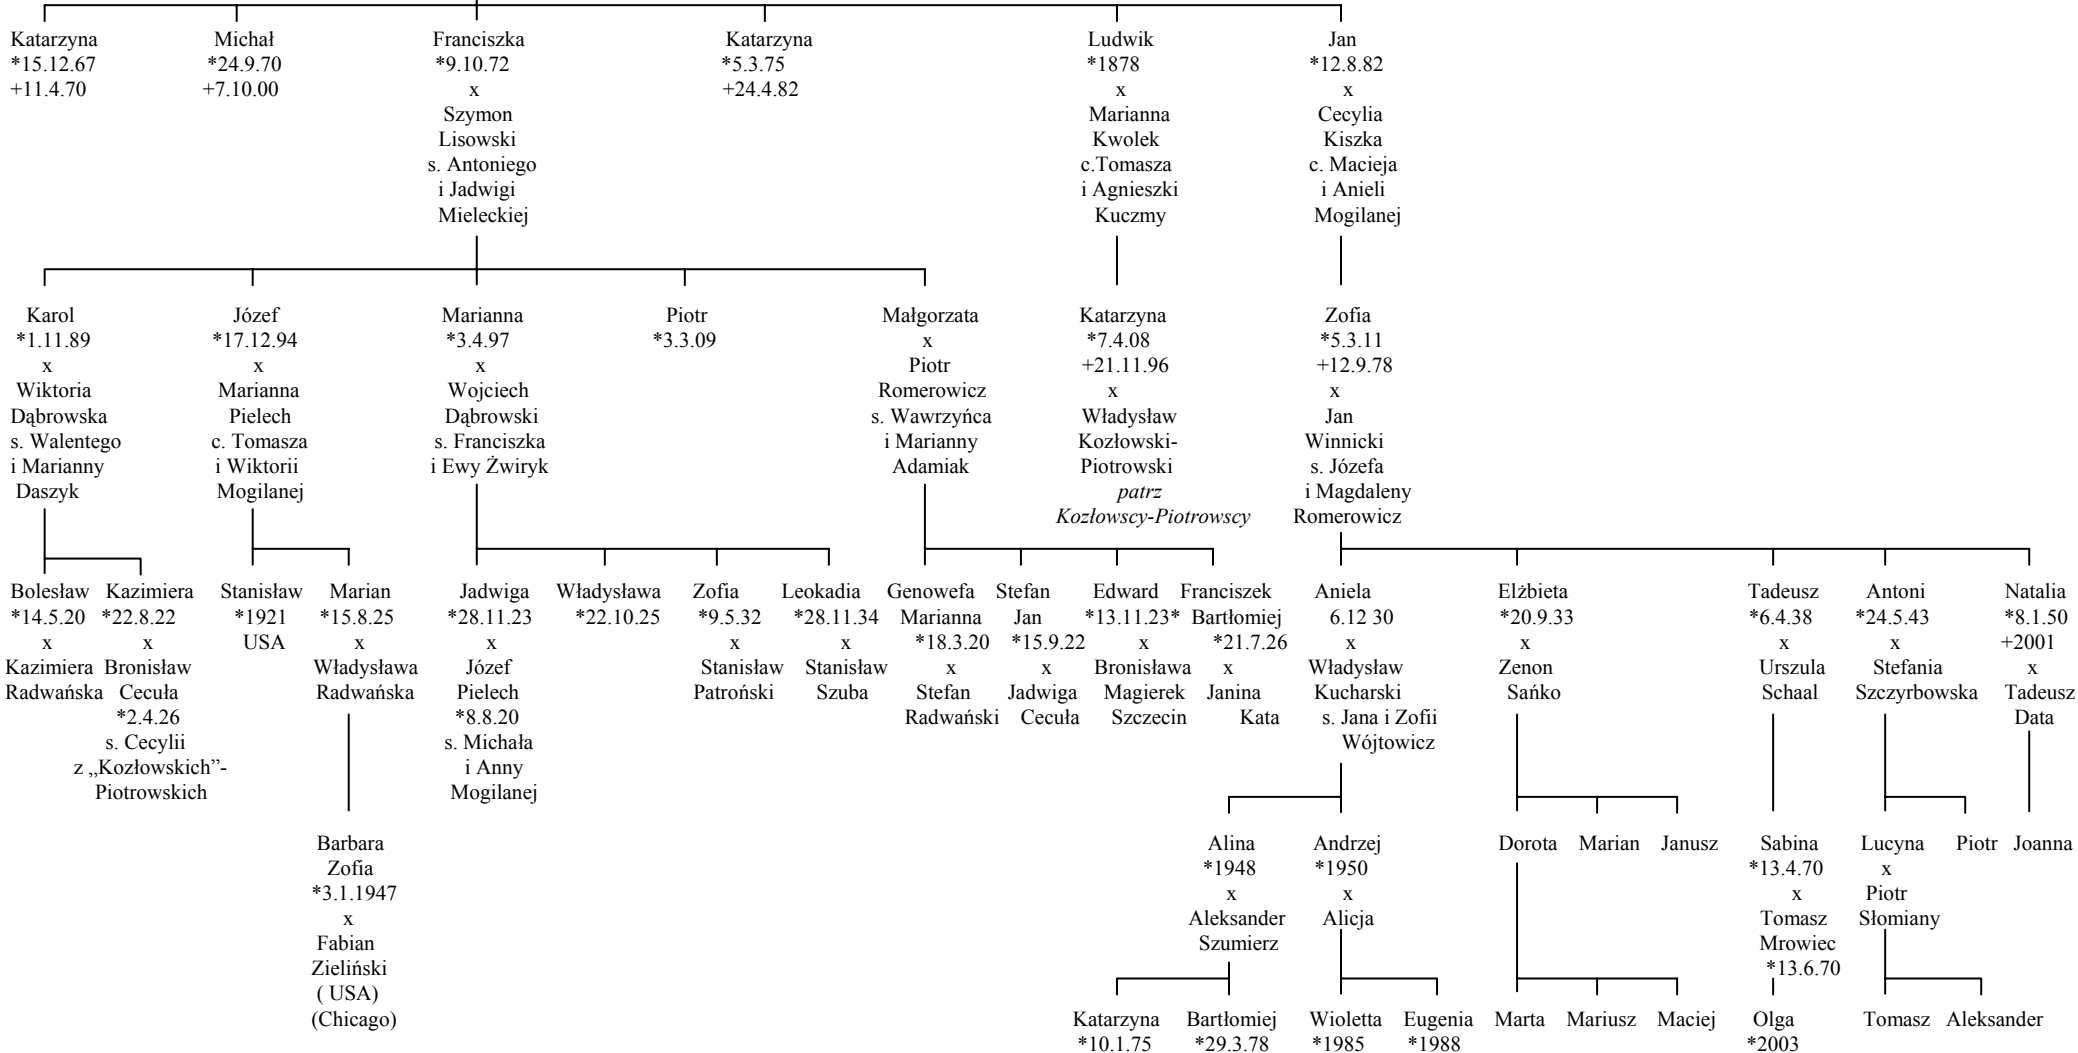 Katarzyna
*15.12.67
+11.4.70
Michał
*24.9.70
+7.10.00
Franciszka
*9.10.72
x
Szymon
Lisowski
s. Antoniego
i Jadwigi
Mieleckiej
Katarzyna
*5.3.75
+24.4.82
Ludwik
*1878
x
Marianna
Kwolek
c.Tomasza
i Agnieszki
Kuczmy
Jan
*12.8.82
x
Cecylia
Kiszka
c. Macieja
i Anieli
Mogilanej
Karol
*1.11.89
x
Wiktoria
Dąbrowska
s. Walentego
i Marianny
Daszyk
Józef
*17.12.94
x
Marianna
Pielech
c. Tomasza
i Wiktorii
Mogilanej
Marianna
*3.4.97
x
Wojciech
Dąbrowski
s. Franciszka
i Ewy Żwiryk
Piotr
*3.3.09
Małgorzata
x
Piotr
Romerowicz
s. Wawrzyńca
i Marianny
Adamiak
Katarzyna
*7.4.08
+21.11.96
x
Władysław
Kozłowski-
Piotrowski
patrz
Kozłowscy-Piotrowscy
Zofia
*5.3.11
+12.9.78
x
Jan
Winnicki
s. Józefa
i Magdaleny
Romerowicz
Bolesław
*14.5.20
x
Kazimiera
Radwańska
Kazimiera
*22.8.22
x
Bronisław
Cecuła
*2.4.26
s. Cecylii
z „Kozłowskich”-
Piotrowskich
Stanisław
*1921
USA
Marian
*15.8.25
x
Władysława
Radwańska
Jadwiga
*28.11.23
x
Józef
Pielech
*8.8.20
s. Michała
i Anny
Mogilanej
Władysława
*22.10.25
Zofia
*9.5.32
x
Stanisław
Patroński
Leokadia
*28.11.34
x
Stanisław
Szuba
Genowefa
Marianna
*18.3.20
x
Stefan
Radwański
Stefan
Jan
*15.9.22
x
Jadwiga
Cecuła
Edward
*13.11.23*
x
Bronisława
Magierek
Szczecin
Franciszek
Bartłomiej
*21.7.26
x
Janina
Kata
Aniela
6.12 30
x
Władysław
Kucharski
s. Jana i Zofii
Wójtowicz
Elżbieta
*20.9.33
x
Zenon
Sańko
Tadeusz
*6.4.38
x
Urszula
Schaal
Antoni
*24.5.43
x
Stefania
Szczyrbowska
Natalia
*8.1.50
+2001
x
Tadeusz
Data
Barbara
Zofia
*3.1.1947
x
Fabian
Zieliński
( USA)
(Chicago)
Alina
*1948
x
Aleksander
Szumierz
Andrzej
*1950
x
Alicja
Dorota
Marian
Janusz
Sabina
*13.4.70
x
Tomasz
Mrowiec
*13.6.70
Lucyna
x
Piotr
Słomiany
Piotr
Joanna
Katarzyna
*10.1.75
Bartłomiej
*29.3.78
Wioletta
*1985
Eugenia
*1988
Marta
Mariusz
Maciej
Olga
*2003
Tomasz
Aleksander